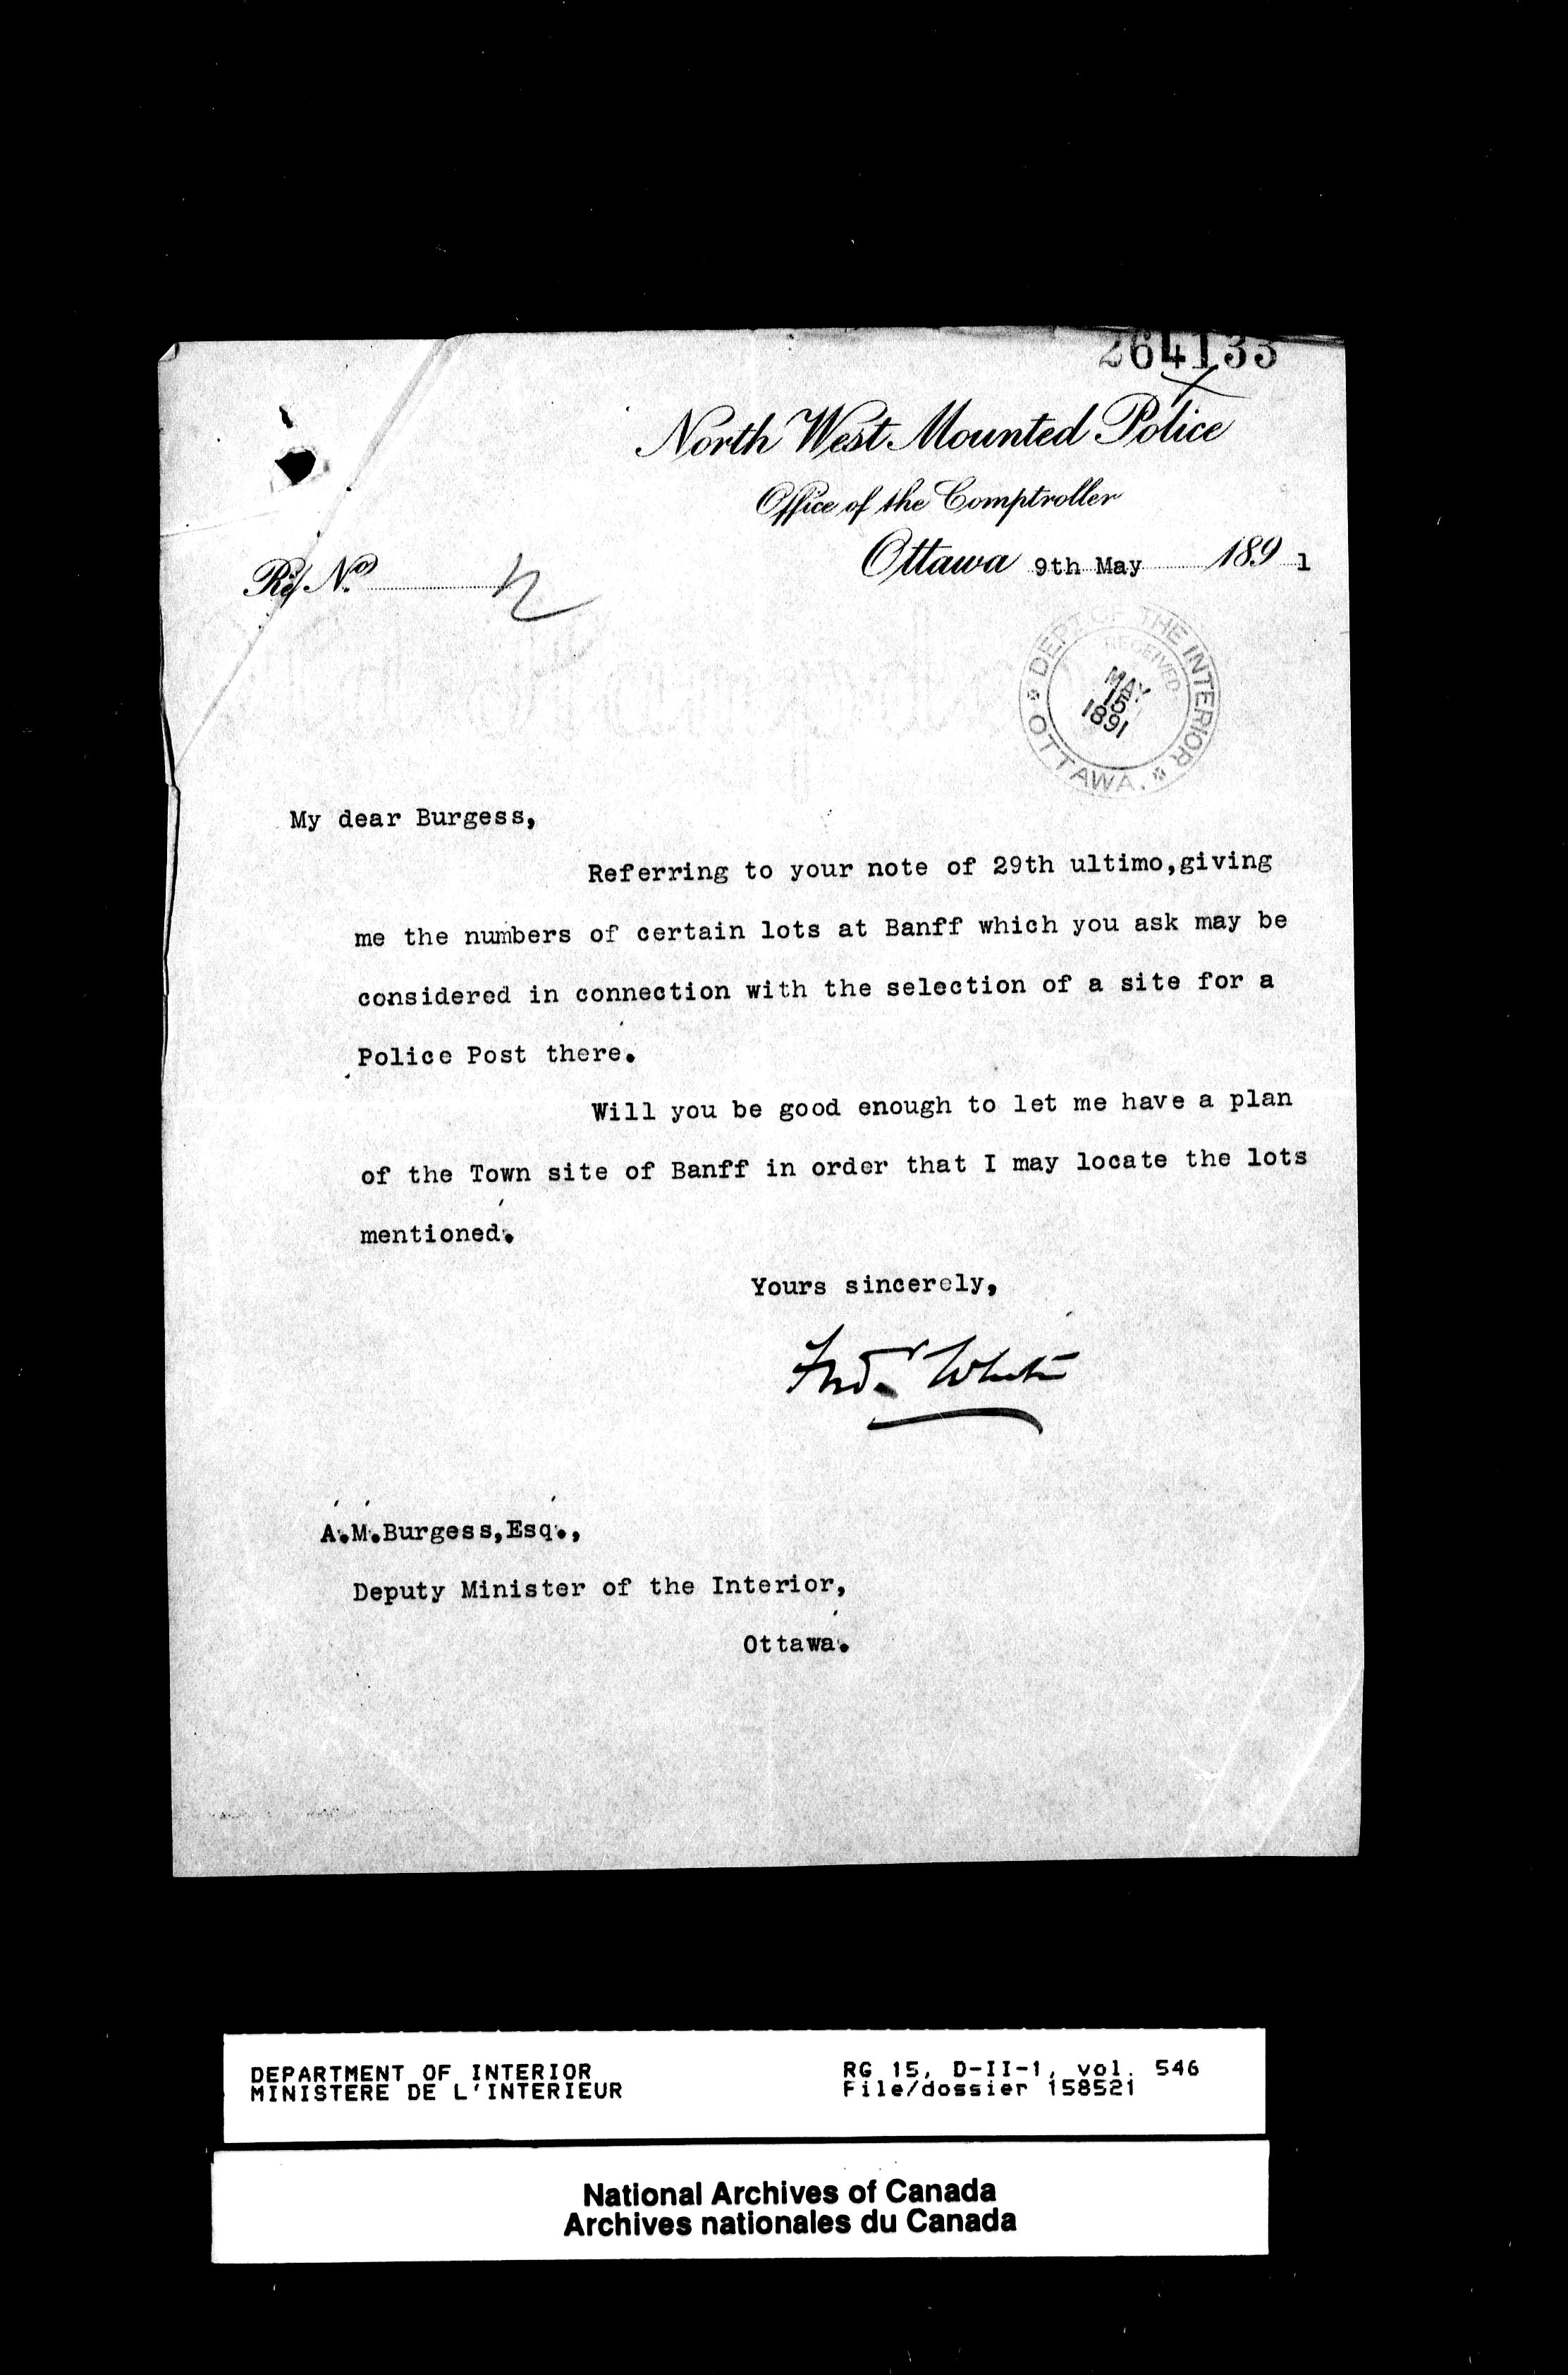 264133
North West Mounted Police
Office of the Comptroller
Ottawa 9th May 1891
Ref No.
DEPT. OF THE INTERIOR
RECEIVED
MAY
15
1891
OTTAWA.
My dear Burgess,
Referring to your note of 29th ultimo,giving
me the numbers of certain lots at Banff which you ask may be
considered in connection with the selection of a site for a
Police Post there.
Will you be good enough to let me have a plan
of the Town site of Banff in order that I may locate the lots
mentioned.
Yours sincerely,
Fred White
A.M.Burgess,Esq.,
Deputy Minister of the Interior,
Ottawa.
DEPARTMENT OF INTERIOR
MINISTERE DE L'INTERIEUR
RG 15, D-II-1, vol. 546
File/dossier 158521
National Archives of Canada
Archives nationales du Canada